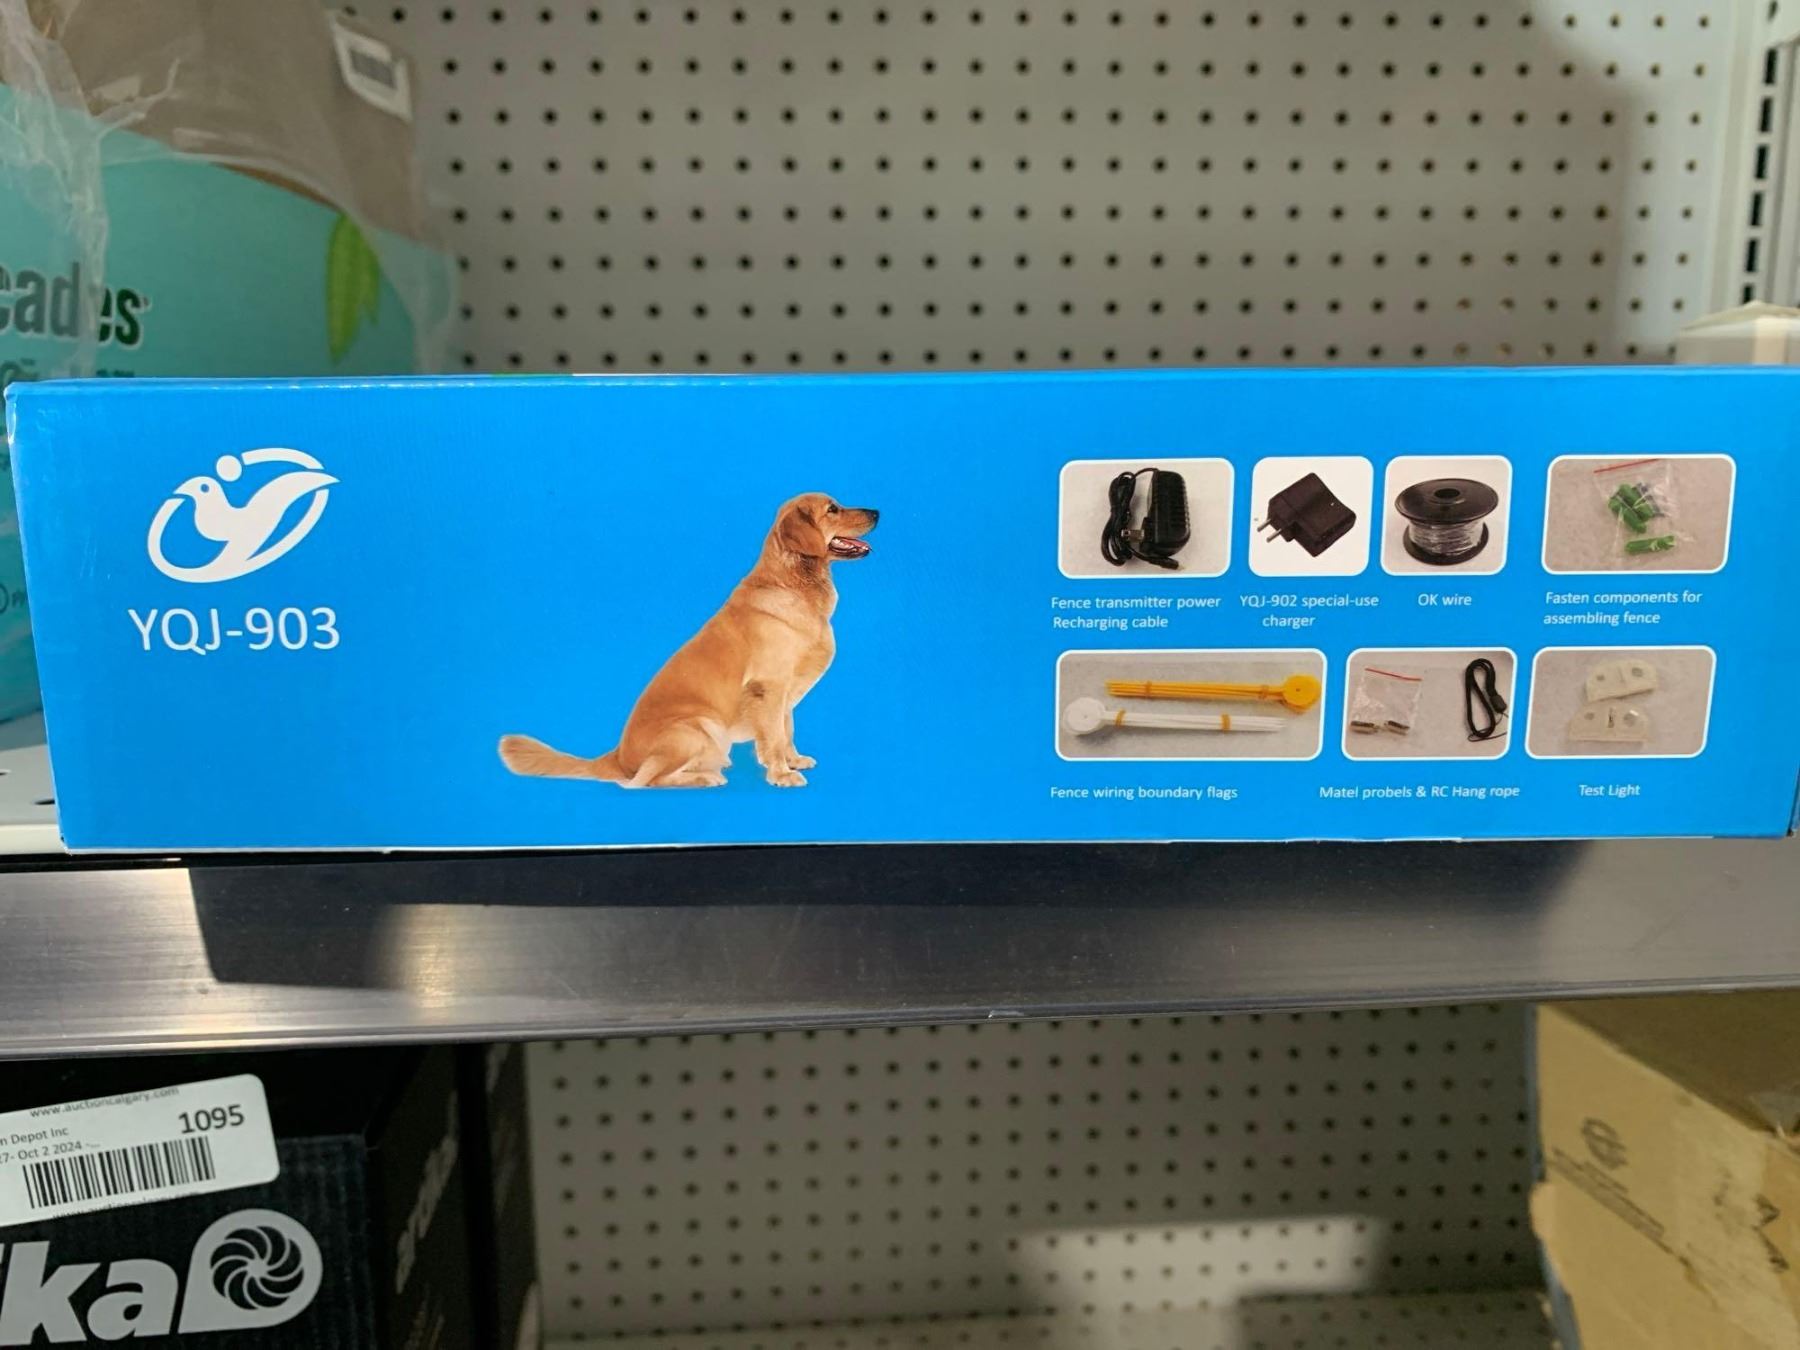 YQJ-903
Fence transmitter power
Recharging cable
YQJ-902 special-use
charger
OK wire
Fasten components for
assembling fence
Fence wiring boundary flags
Matel probels & RC Hang rope
Test Light
www.auctioncalgary.com
1095
Depot Inc
Oct 2 2024
ka